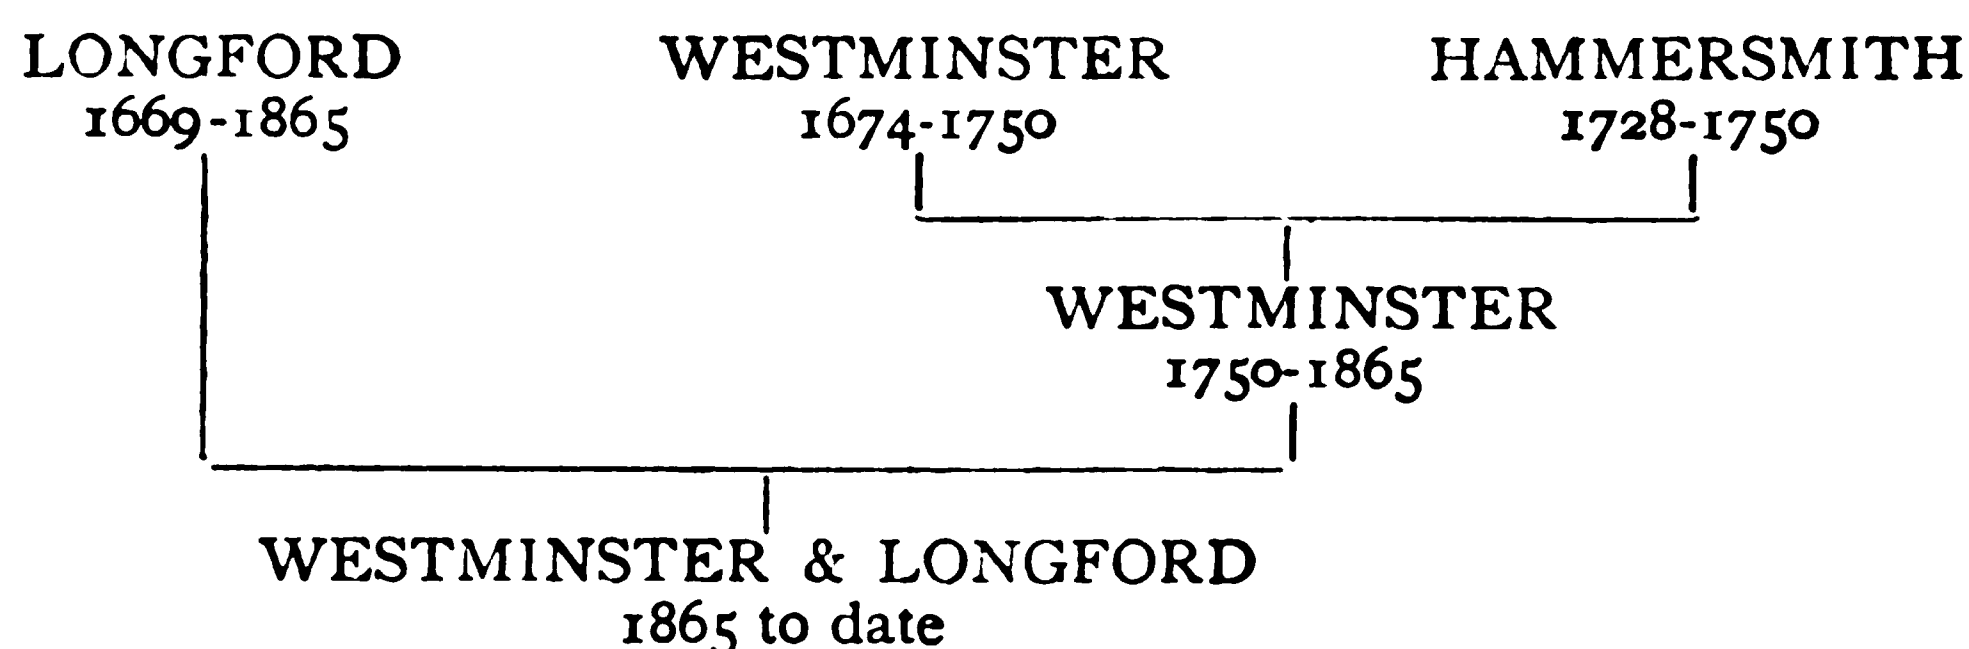 LONGFORD WESTMINSTER HAMMERSMITH
1669-1865 1674-1750 1728-1750
WESTMINSTER
1750-1865
WESTMINSTER & LONGFORD
1865 to date